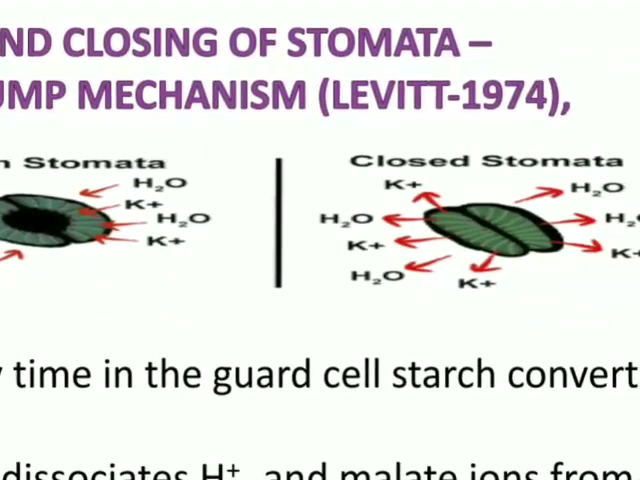 ND CLOSING OF STOMATA –
UMP MECHANISM (LEVITT-1974),
n Stomata
H₂O
K+
H₂O
K+
Closed Stomata
K+
H₂O
H₂O
H₂
K+
K+
H₂O
K+
time in the guard cell starch convert
dissociates H⁺ and malate ions from